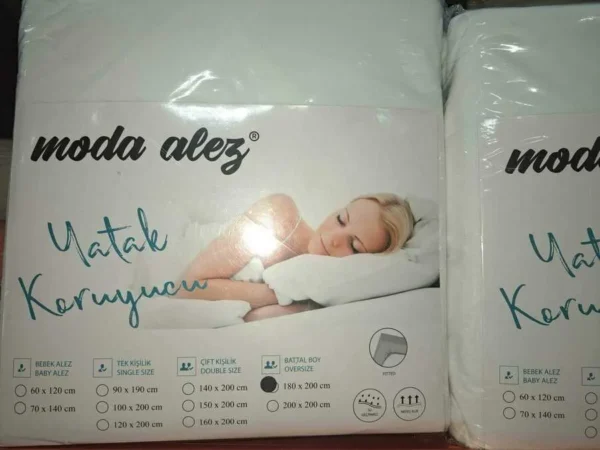 moda alez®
Yatak
Koruyucu
BEBEK ALEZ
BABY ALEZ
60 x 120 cm
70 x 140 cm
TEK KİŞİLİK
SINGLE SIZE
90 x 190 cm
100 x 200 cm
120 x 200 cm
ÇİFT KİŞİLİK
DOUBLE SIZE
140 x 200 cm
150 x 200 cm
160 x 200 cm
BATTAL BOY
OVERSIZE
180 x 200 cm
200 x 200 cm
FITTED
mod
Yat
Koru
BEBEK ALEZ
BABY ALEZ
60 x 120 cm
70 x 140 cm